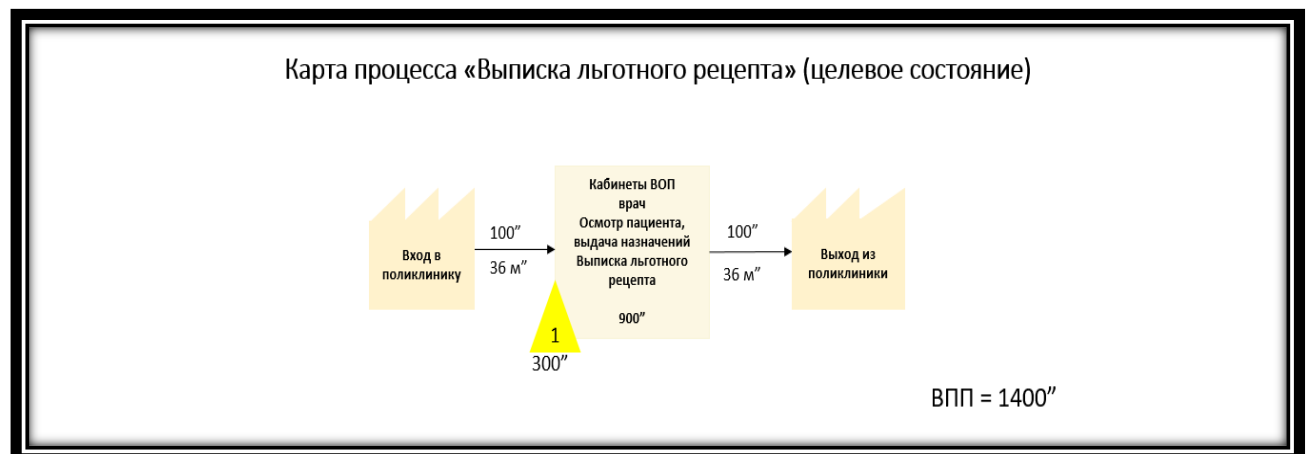 Карта процесса «Выписка льготного рецепта» (целевое состояние)
Вход в
поликлинику
100”
36 м”
Кабинеты ВОП
врач
Осмотр пациента,
выдача назначений
Выписка льготного
рецепта
900”
1
300”
100”
36 м”
Выход из
поликлиники
ВПП = 1400”